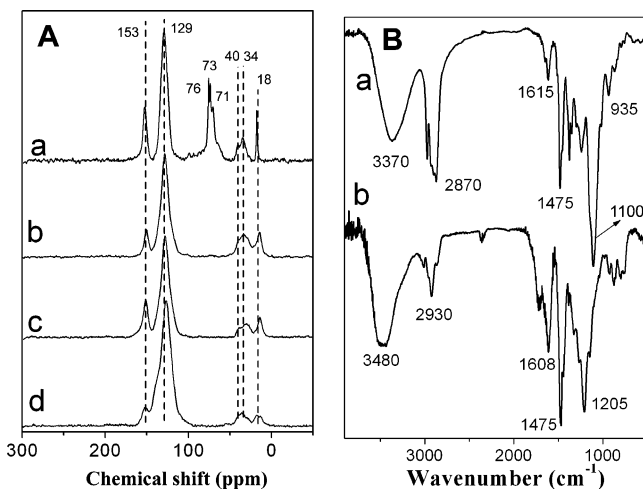 A
153
129
40
34
18
73
76
71
a
b
c
d
300
200
100
0
Chemical shift (ppm)
B
a
1615
935
3370
2870
1475
1100
b
2930
3480
1608
1205
1475
3000
2000
1000
Wavenumber (cm⁻¹)